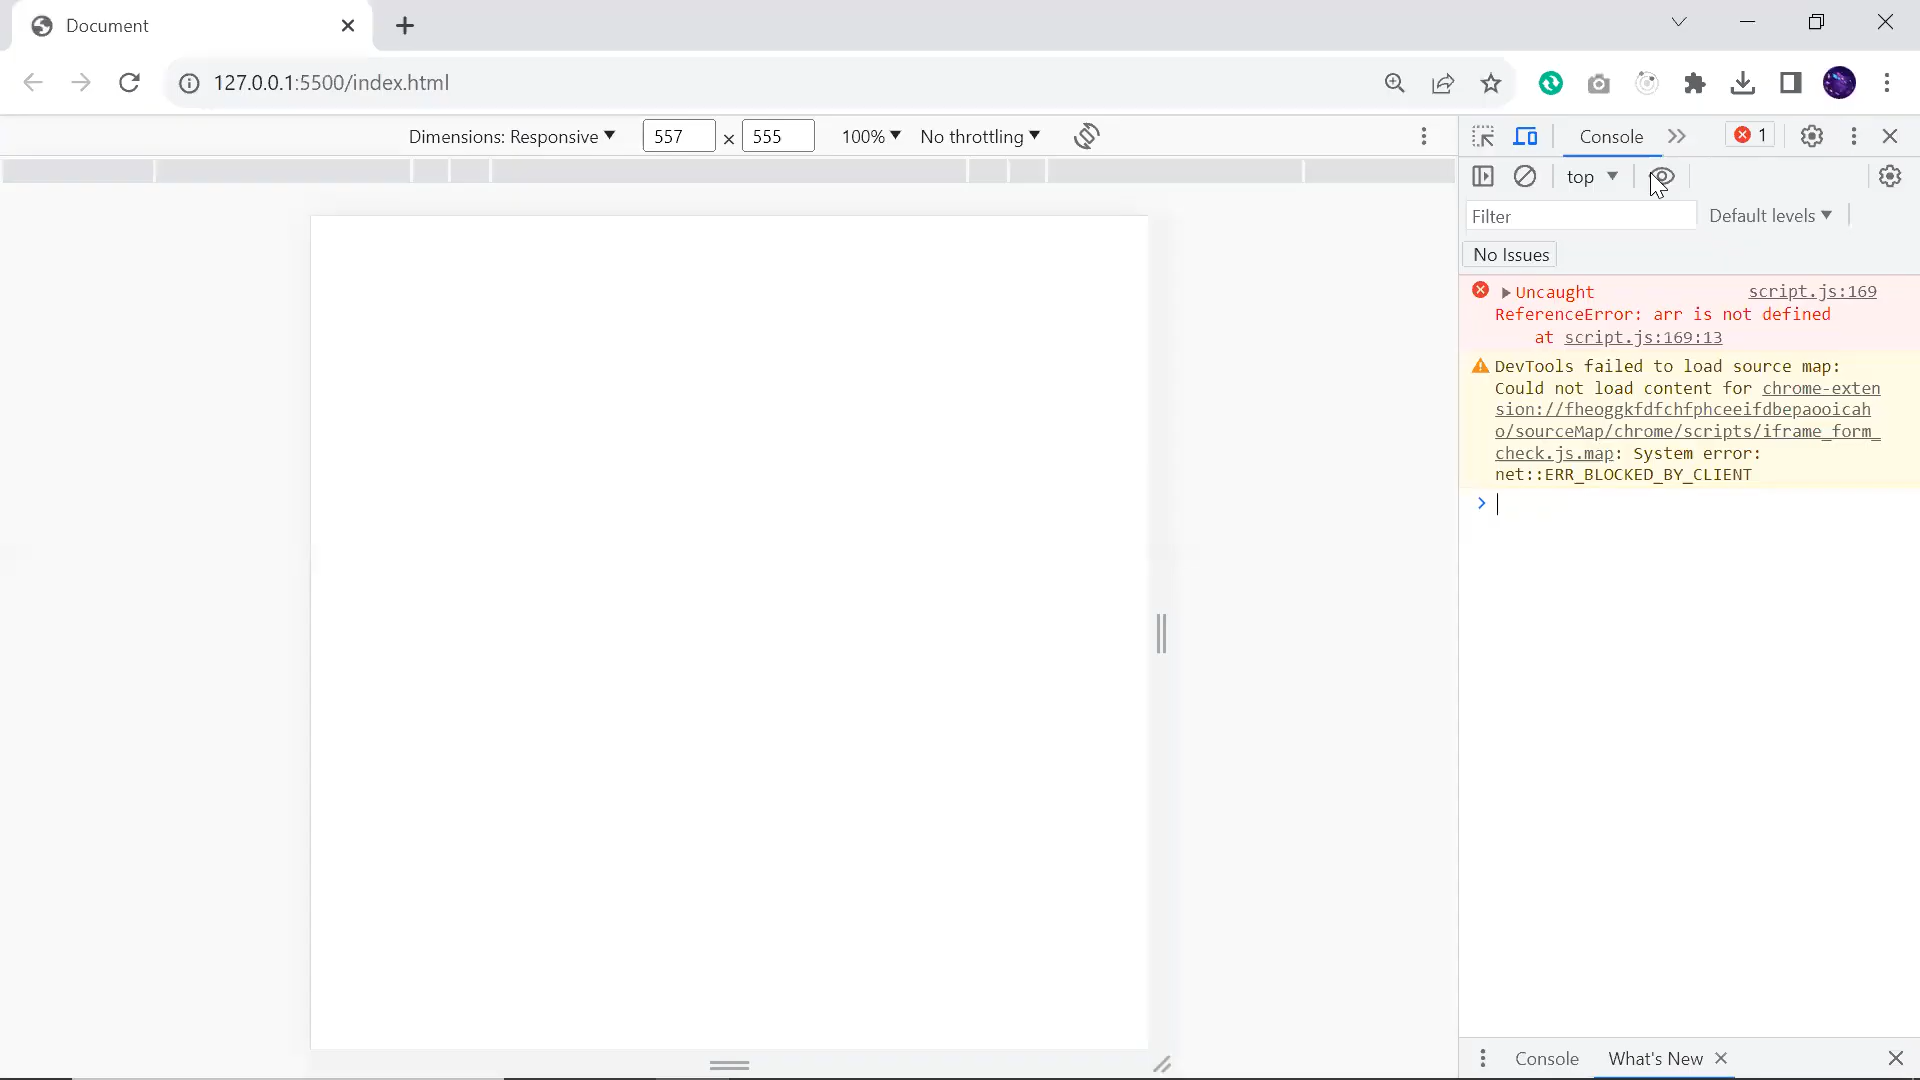 Document
127.0.0.1:5500/index.html
Dimensions: Responsive 557 × 555 100% No throttling
Console 1
top
Filter Default levels
No Issues
Uncaught script.js:169
ReferenceError: arr is not defined
at script.js:169:13
DevTools failed to load source map:
Could not load content for chrome-exten
sion://fheoggkfdfchfphceeifdbepaooicah
o/sourceMap/chrome/scripts/iframe_form_
check.js.map: System error:
net::ERR_BLOCKED_BY_CLIENT
Console What's New